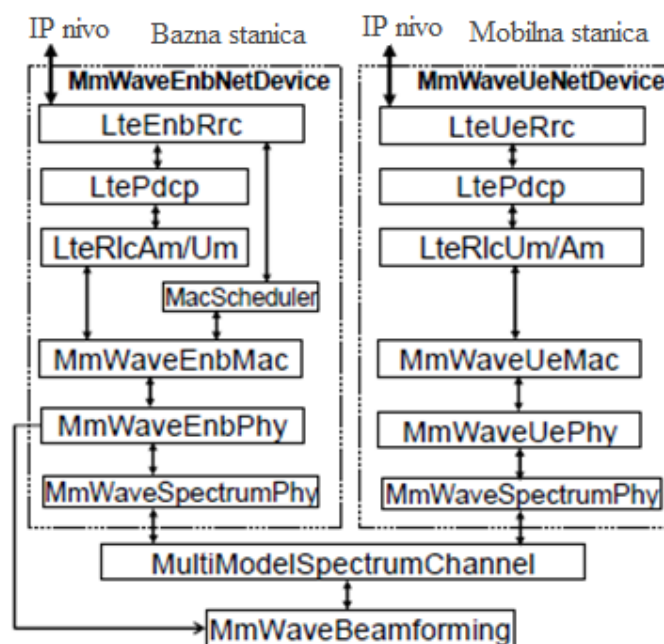 IP nivo
Bazna stanica
MmWaveEnbNetDevice
LteEnbRrc
LtePdcp
LteRlcAm/Um
MacScheduler
MmWaveEnbMac
MmWaveEnbPhy
MmWaveSpectrumPhy
IP nivo
Mobilna stanica
MmWaveUeNetDevice
LteUeRrc
LtePdcp
LteRlcUm/Am
MmWaveUeMac
MmWaveUePhy
MmWaveSpectrumPhy
MultiModelSpectrumChannel
MmWaveBeamforming